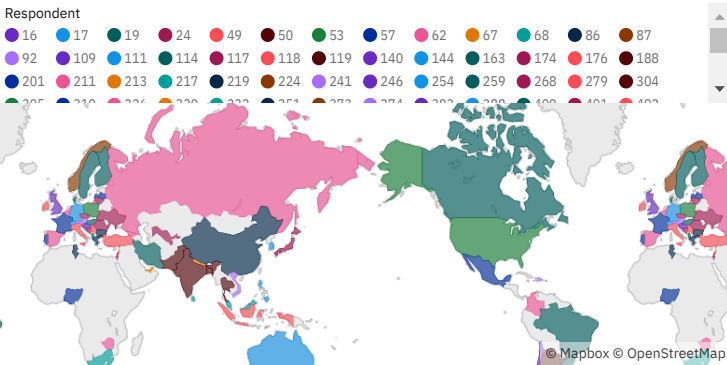 Respondent
16 17 19 24 49 50 53 57 62 67 68 86 87
92 109 111 114 117 118 119 140 144 163 174 176 188
201 211 213 217 219 224 241 246 254 259 268 279 304
© Mapbox © OpenStreetMap